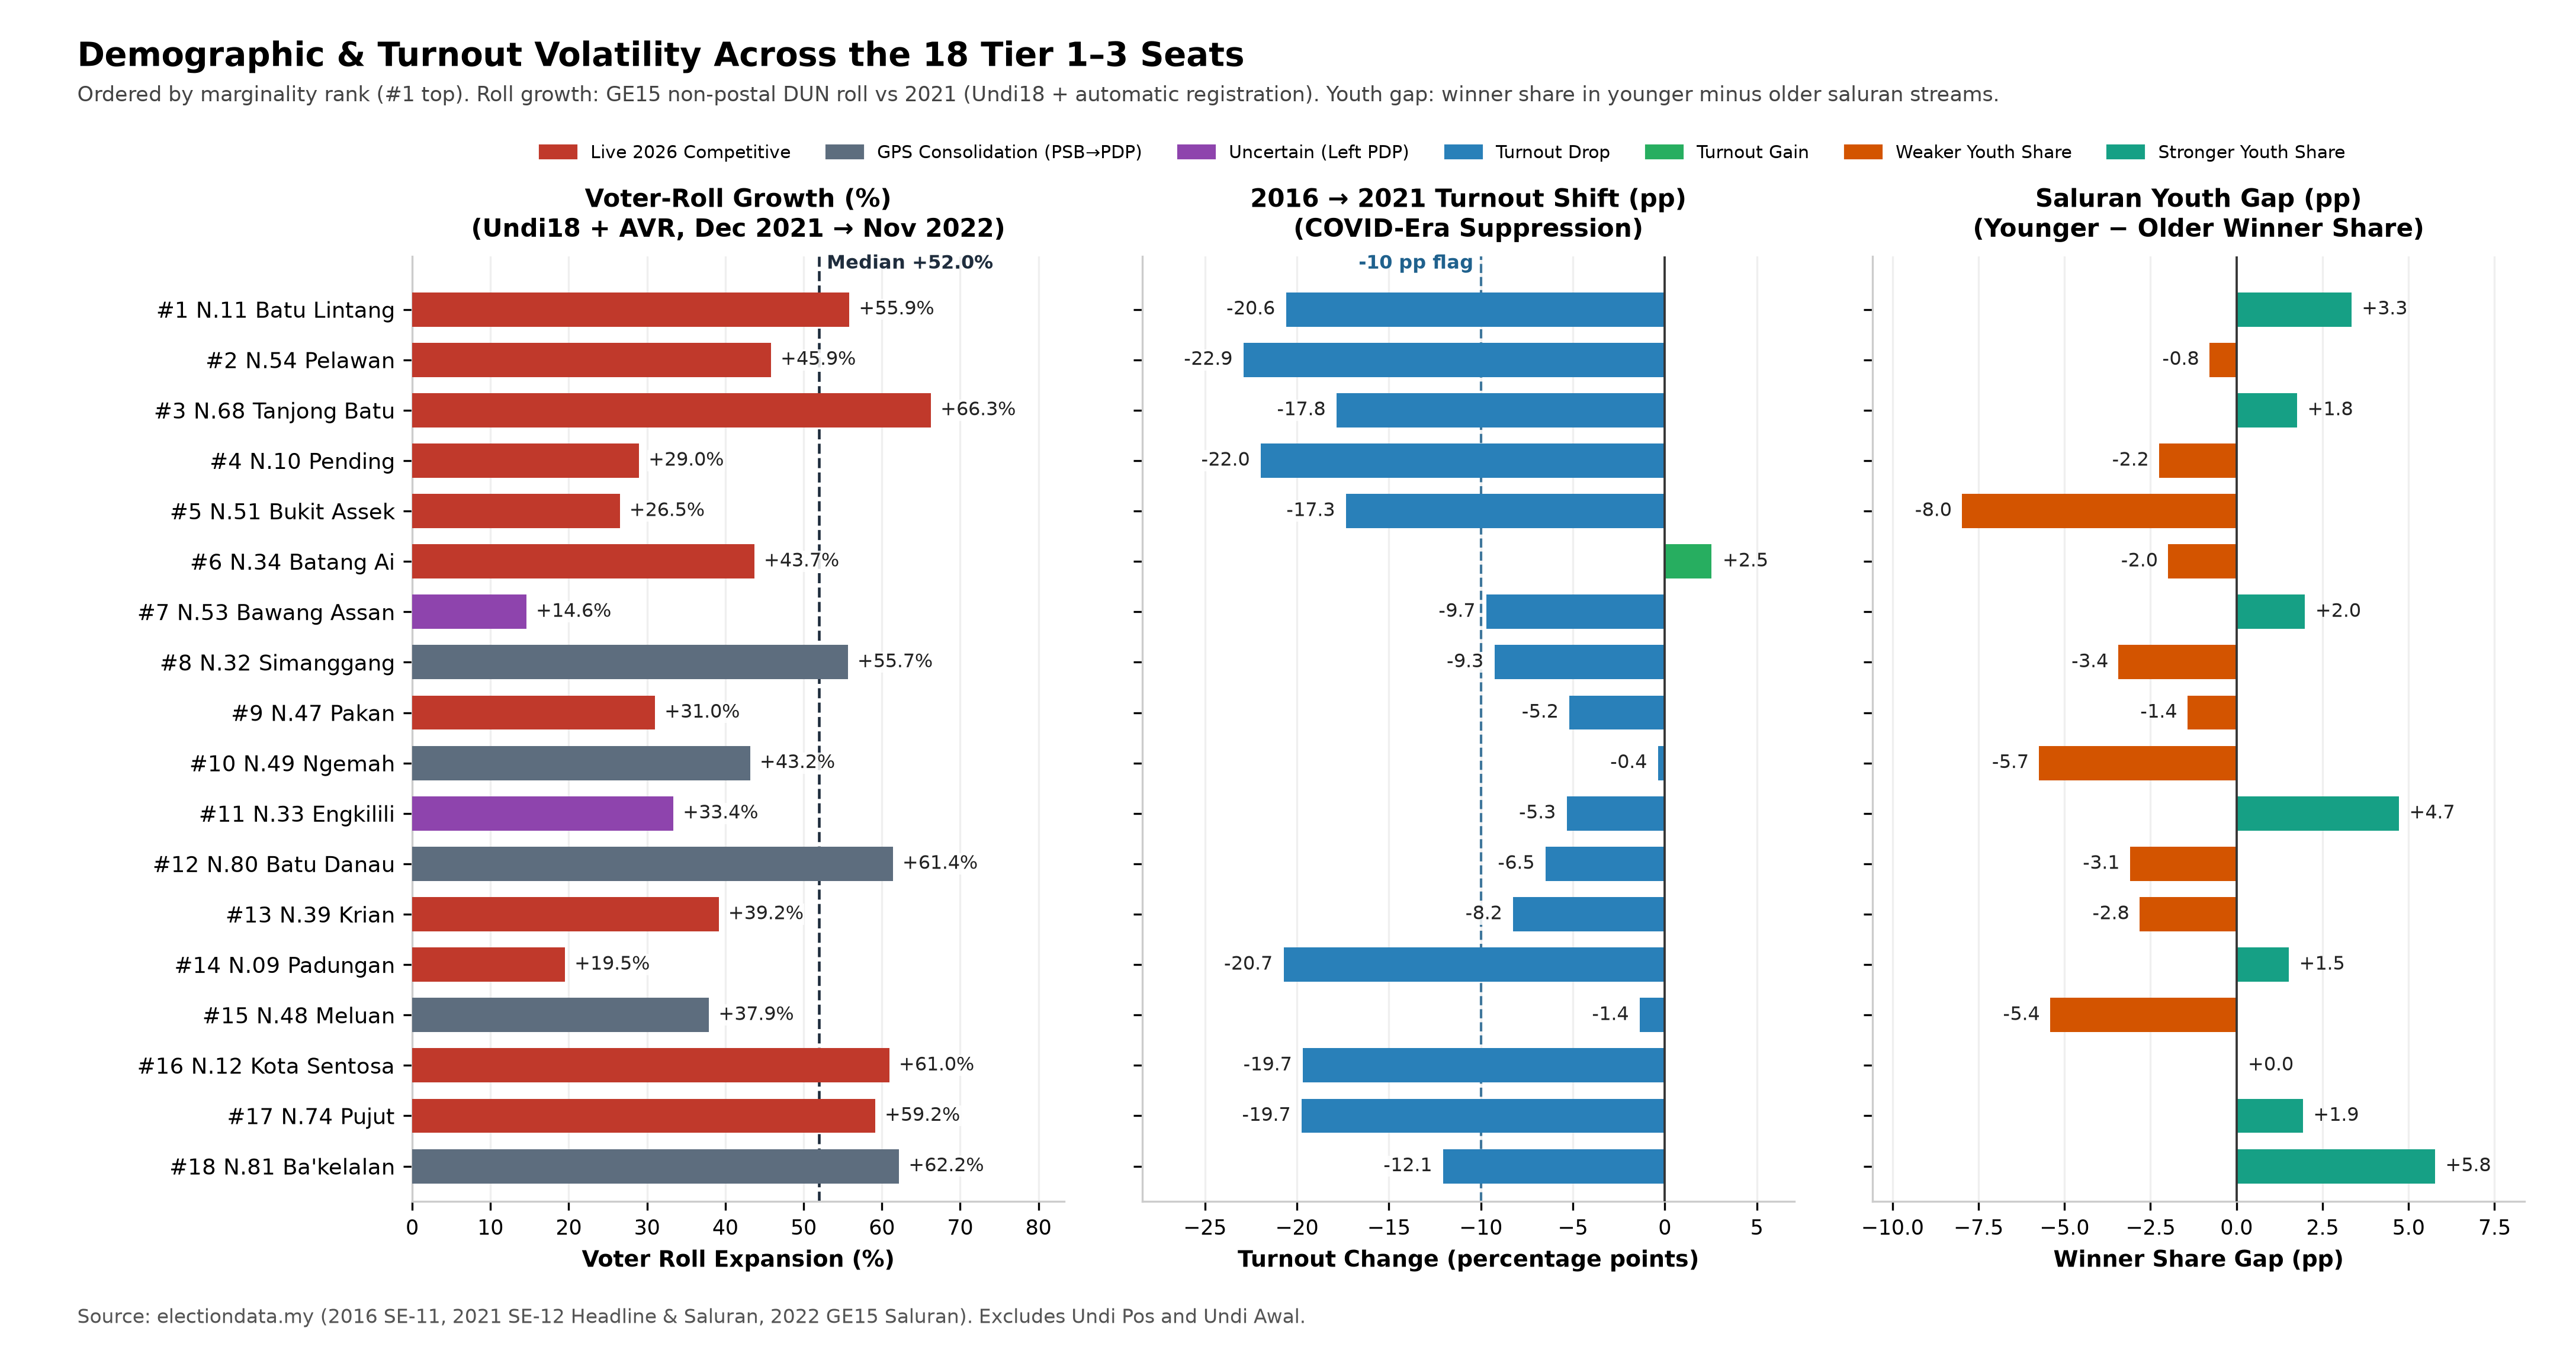 Demographic & Turnout Volatility Across the 18 Tier 1–3 Seats
Ordered by marginality rank (#1 top). Roll growth: GE15 non-postal DUN roll vs 2021 (Undi18 + automatic registration). Youth gap: winner share in younger minus older saluran streams.
Live 2026 Competitive
GPS Consolidation (PSB→PDP)
Uncertain (Left PDP)
Turnout Drop
Turnout Gain
Weaker Youth Share
Stronger Youth Share
Voter-Roll Growth (%)
(Undi18 + AVR, Dec 2021 → Nov 2022)
2016 → 2021 Turnout Shift (pp)
(COVID-Era Suppression)
Saluran Youth Gap (pp)
(Younger − Older Winner Share)
Median +52.0%
-10 pp flag
#1 N.11 Batu Lintang +55.9% -20.6 +3.3
#2 N.54 Pelawan +45.9% -22.9 -0.8
#3 N.68 Tanjong Batu +66.3% -17.8 +1.8
#4 N.10 Pending +29.0% -22.0 -2.2
#5 N.51 Bukit Assek +26.5% -17.3 -8.0
#6 N.34 Batang Ai +43.7% +2.5 -2.0
#7 N.53 Bawang Assan +14.6% -9.7 +2.0
#8 N.32 Simanggang +55.7% -9.3 -3.4
#9 N.47 Pakan +31.0% -5.2 -1.4
#10 N.49 Ngemah +43.2% -0.4 -5.7
#11 N.33 Engkilili +33.4% -5.3 +4.7
#12 N.80 Batu Danau +61.4% -6.5 -3.1
#13 N.39 Krian +39.2% -8.2 -2.8
#14 N.09 Padungan +19.5% -20.7 +1.5
#15 N.48 Meluan +37.9% -1.4 -5.4
#16 N.12 Kota Sentosa +61.0% -19.7 +0.0
#17 N.74 Pujut +59.2% -19.7 +1.9
#18 N.81 Ba'kelalan +62.2% -12.1 +5.8
0 10 20 30 40 50 60 70 80
−25 −20 −15 −10 −5 0 5
−10.0 −7.5 −5.0 −2.5 0.0 2.5 5.0 7.5
Voter Roll Expansion (%)
Turnout Change (percentage points)
Winner Share Gap (pp)
Source: electiondata.my (2016 SE-11, 2021 SE-12 Headline & Saluran, 2022 GE15 Saluran). Excludes Undi Pos and Undi Awal.